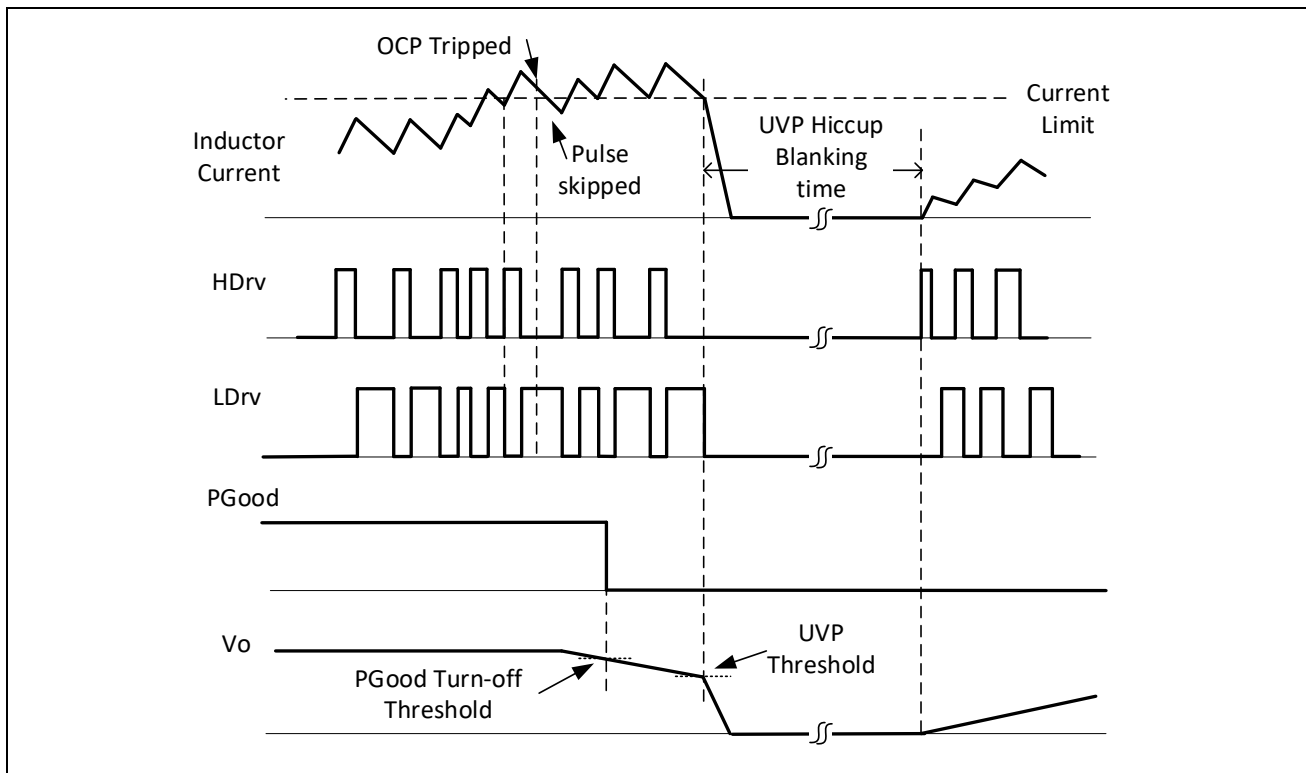 OCP Tripped
Current
Limit
UVP Hiccup
Blanking
time
Inductor
Current
Pulse
skipped
HDrv
LDrv
PGood
Vo
UVP
Threshold
PGood Turn-off
Threshold